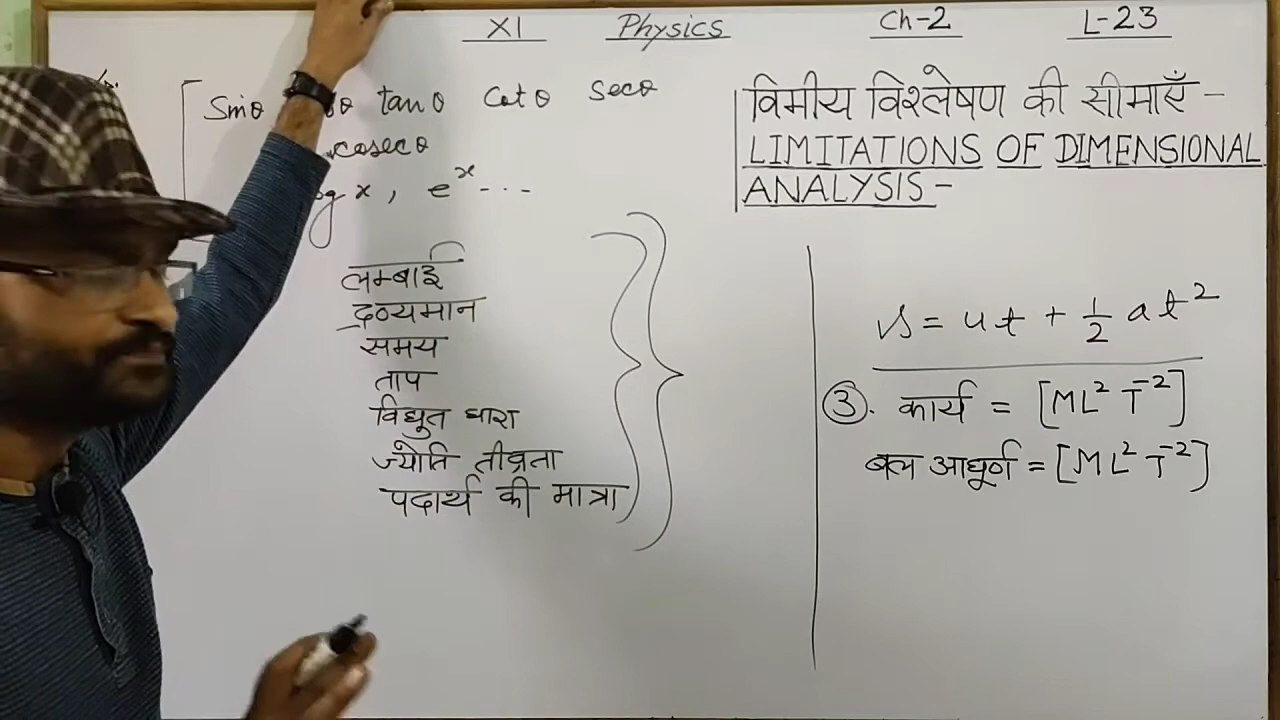 XI Physics Ch-2 L-23
Sinθ θ tanθ Cotθ secθ
cosecθ
x, eˣ ...
विमीय विश्लेषण की सीमाएँ –
LIMITATIONS OF DIMENSIONAL
ANALYSIS –
लम्बाई
द्रव्यमान
समय
ताप
विद्युत धारा
ज्योति तीव्रता
पदार्थ की मात्रा
s = ut + 1/2 at²
③. कार्य = [ML² T⁻²]
बल आघूर्ण = [ML² T⁻²]